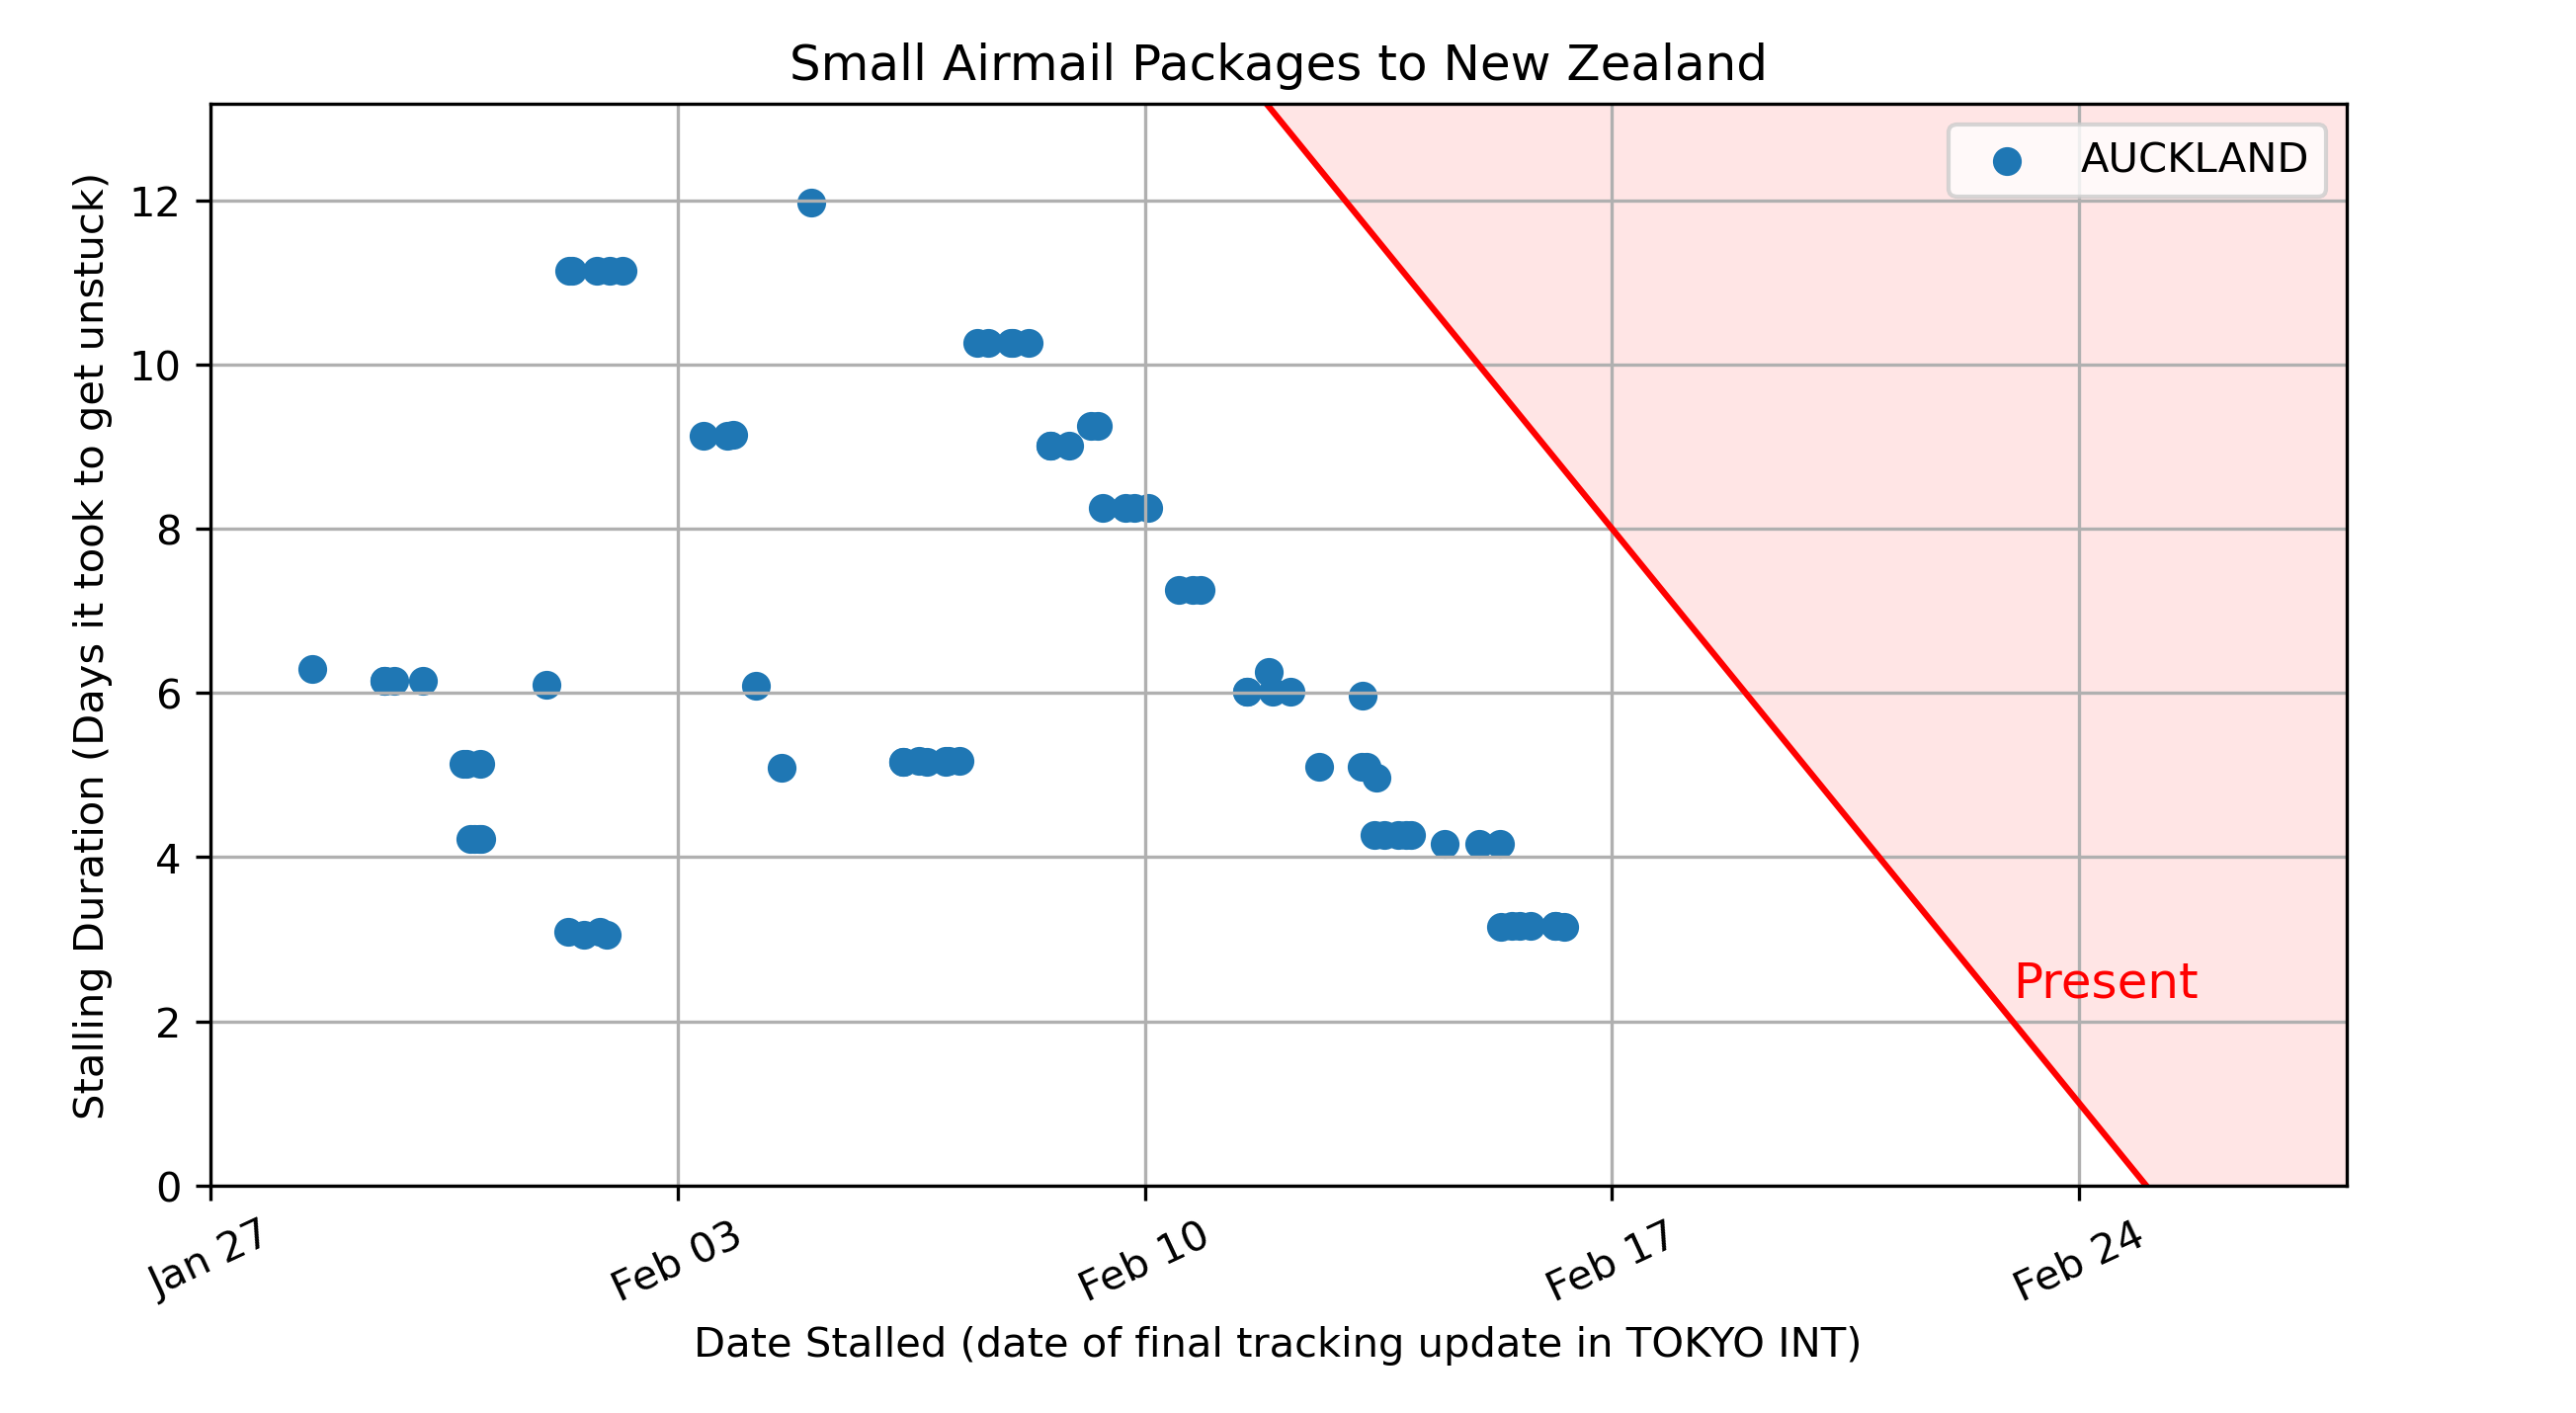 Small Airmail Packages to New Zealand
AUCKLAND
Stalling Duration (Days it took to get unstuck)
12
10
8
6
4
2
0
Present
Jan 27
Feb 03
Feb 10
Feb 17
Feb 24
Date Stalled (date of final tracking update in TOKYO INT)